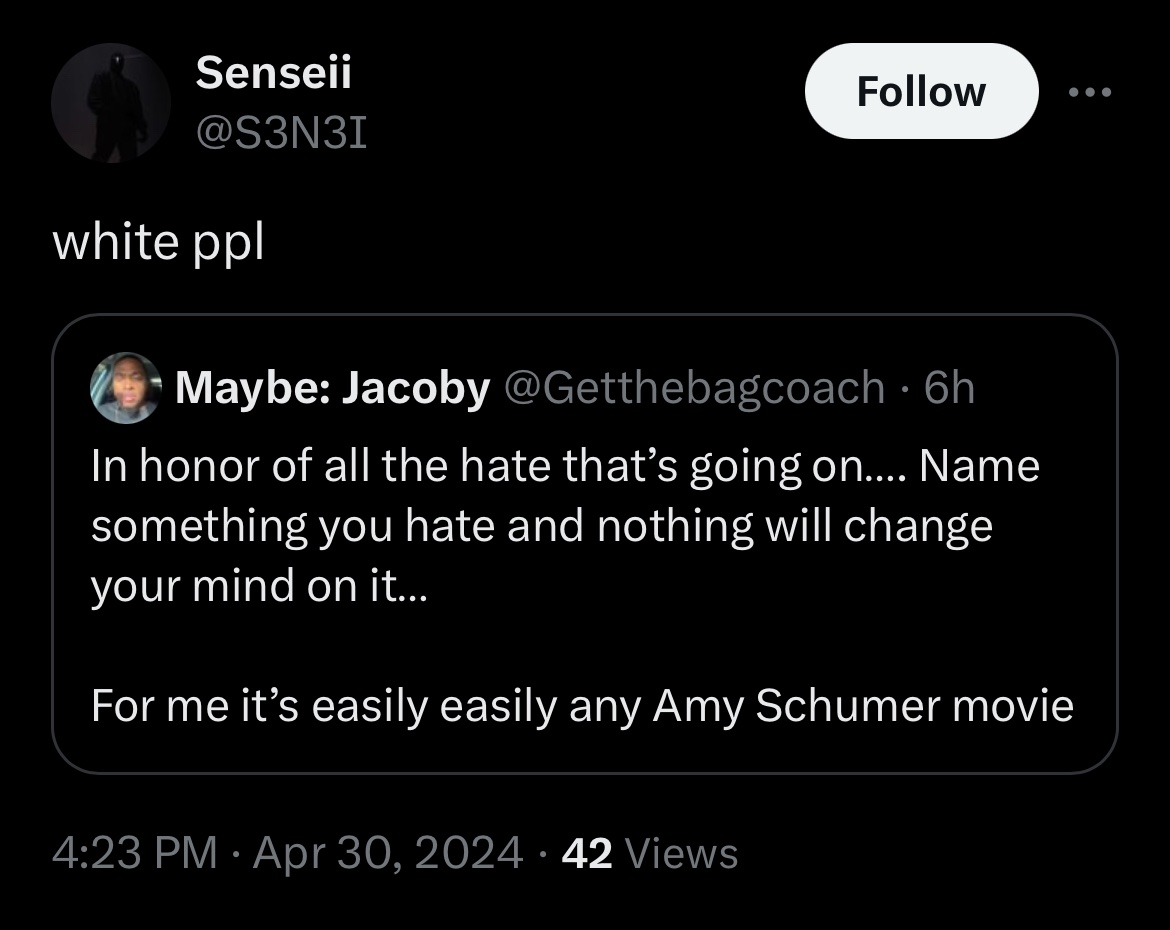 Senseii
Follow
@S3N3I
white ppl
Maybe: Jacoby @Getthebagcoach · 6h
In honor of all the hate that’s going on.... Name
something you hate and nothing will change
your mind on it...
For me it’s easily easily any Amy Schumer movie
4:23 PM · Apr 30, 2024 · 42 Views